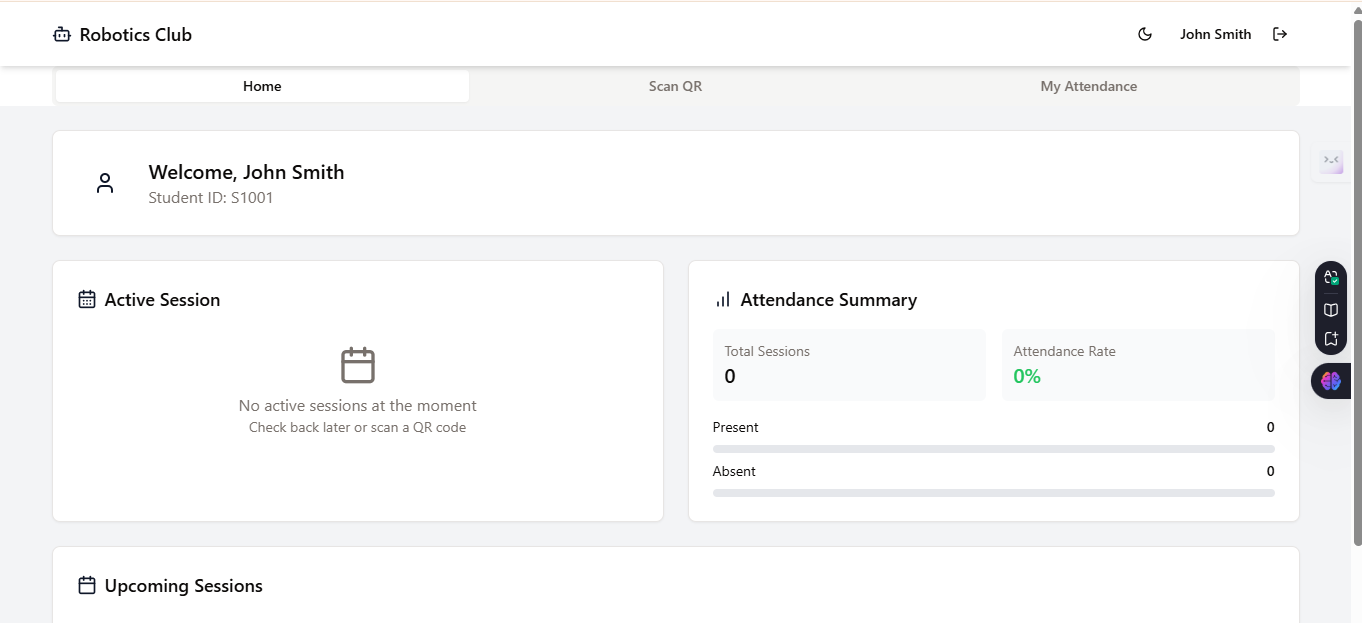 Robotics Club
John Smith
Home
Scan QR
My Attendance
Welcome, John Smith
Student ID: S1001
Active Session
No active sessions at the moment
Check back later or scan a QR code
Attendance Summary
Total Sessions
0
Attendance Rate
0%
Present 0
Absent 0
Upcoming Sessions